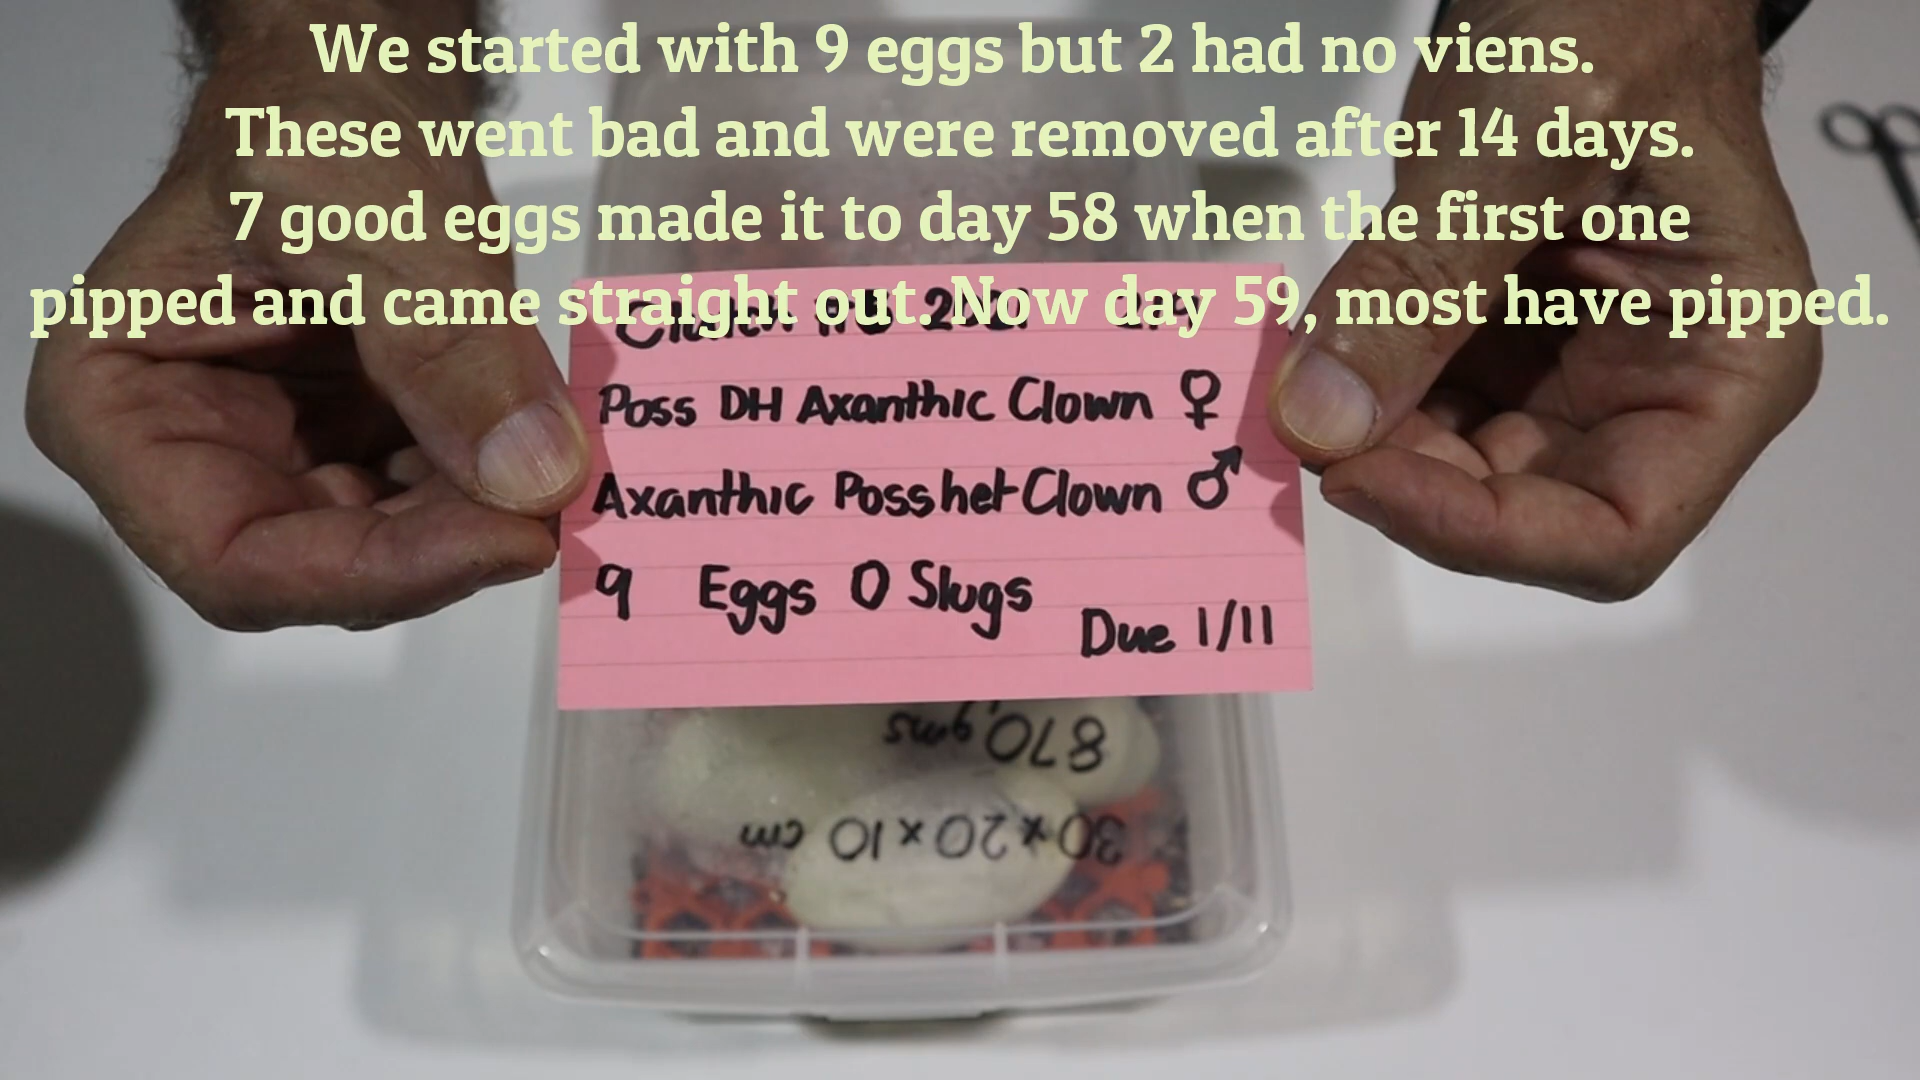 We started with 9 eggs but 2 had no viens.
These went bad and were removed after 14 days.
7 good eggs made it to day 58 when the first one
pipped and came straight out. Now day 59, most have pipped.
Clutch
Poss DH Axanthic Clown ♀
Axanthic Poss het Clown ♂
9 Eggs 0 Slugs
Due 1/11
870 gms
30 x 20 x 10 cm